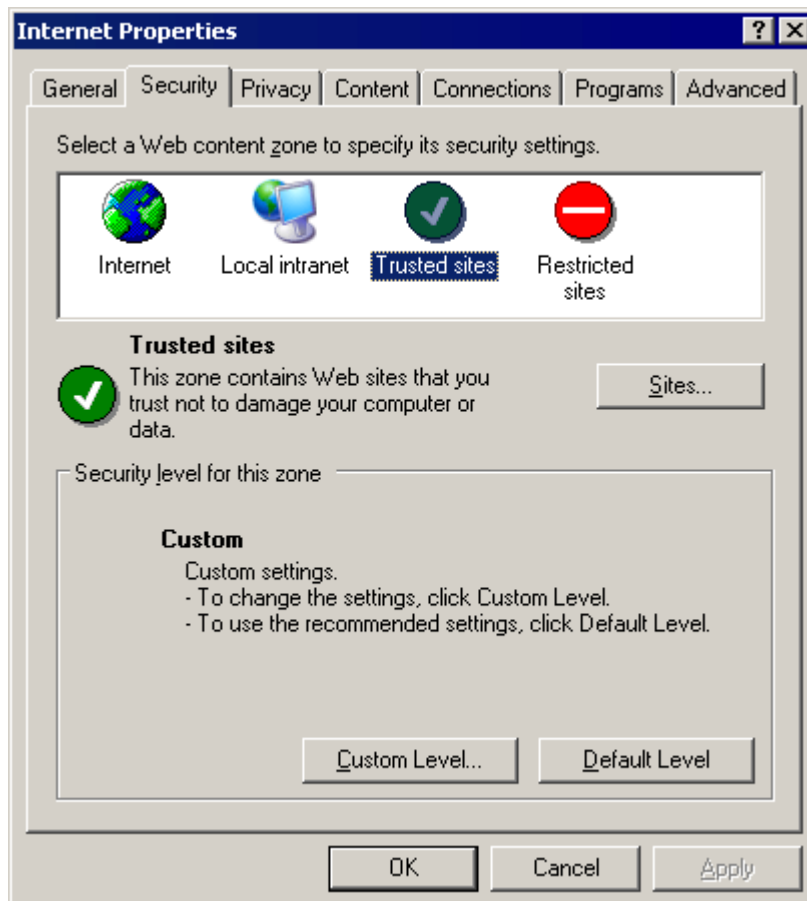 Internet Properties
General Security Privacy Content Connections Programs Advanced
Select a Web content zone to specify its security settings.
Internet Local intranet Trusted sites Restricted
sites
Trusted sites
This zone contains Web sites that you
trust not to damage your computer or
data.
Sites...
Security level for this zone
Custom
Custom settings.
- To change the settings, click Custom Level.
- To use the recommended settings, click Default Level.
Custom Level... Default Level
OK Cancel Apply